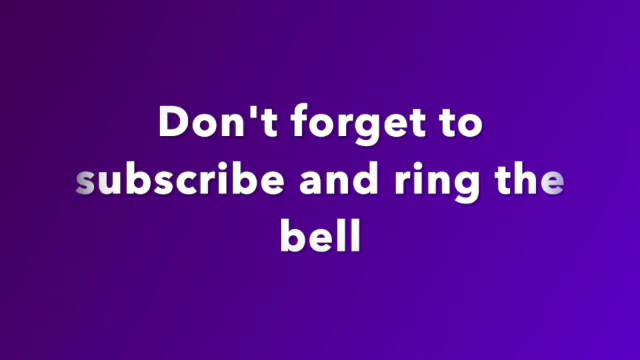 Don't forget to
subscribe and ring the
bell